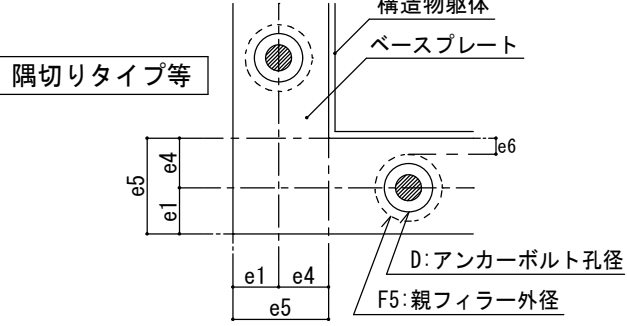 構造物躯体
ベースプレート
隅切りタイプ等
e6
e4
e5
e1
D:アンカーボルト孔径
e1
e4
F5:親フィラー外径
e5